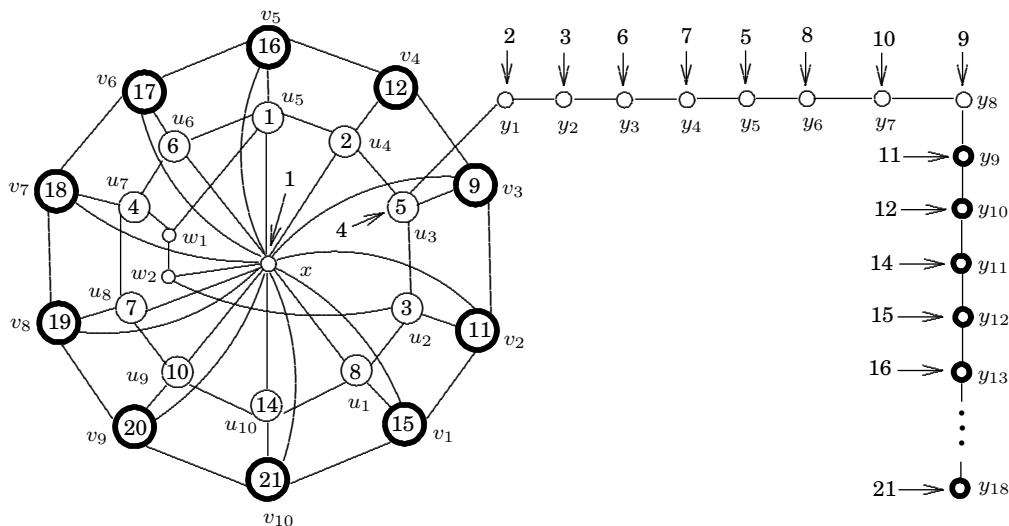 2 3 6 7 5 8 10 9
v5
16
v6 v4
17 12
y1 y2 y3 y4 y5 y6 y7 y8
u5
1
u6 2 u4
6
11 y9
v7 18 u7 1 9 v3
4 5
4 u3
12 y10
w1
w2 x
14 y11
u8 3
v8 19 7 u2 11 v2
15 y12
u9 10 8
14 u1
16 y13
u10
v9 20 15 v1
21
v10
21 y18